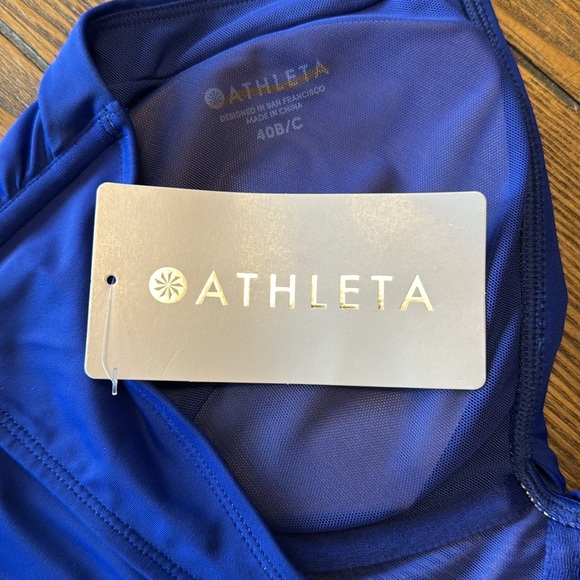 ATHLETA
DESIGNED IN SAN FRANCISCO
MADE IN CHINA
40B/C
ATHLETA